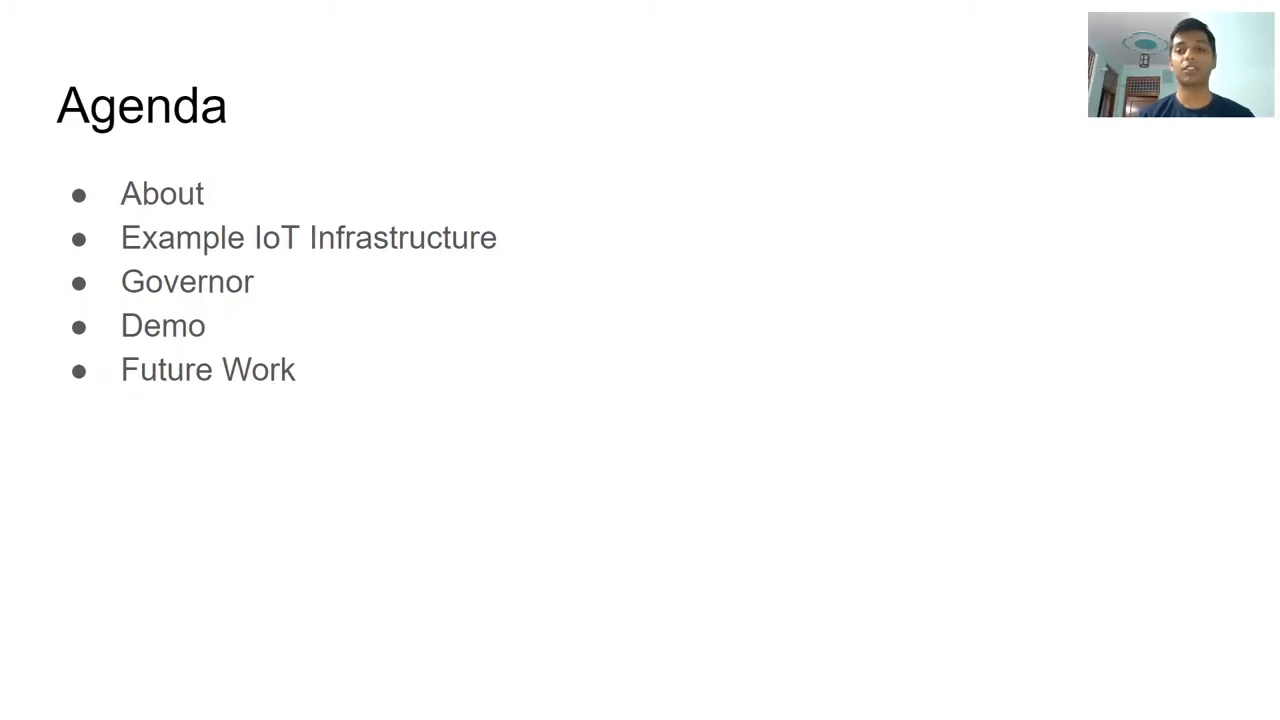 Agenda
● About
● Example IoT Infrastructure
● Governor
● Demo
● Future Work